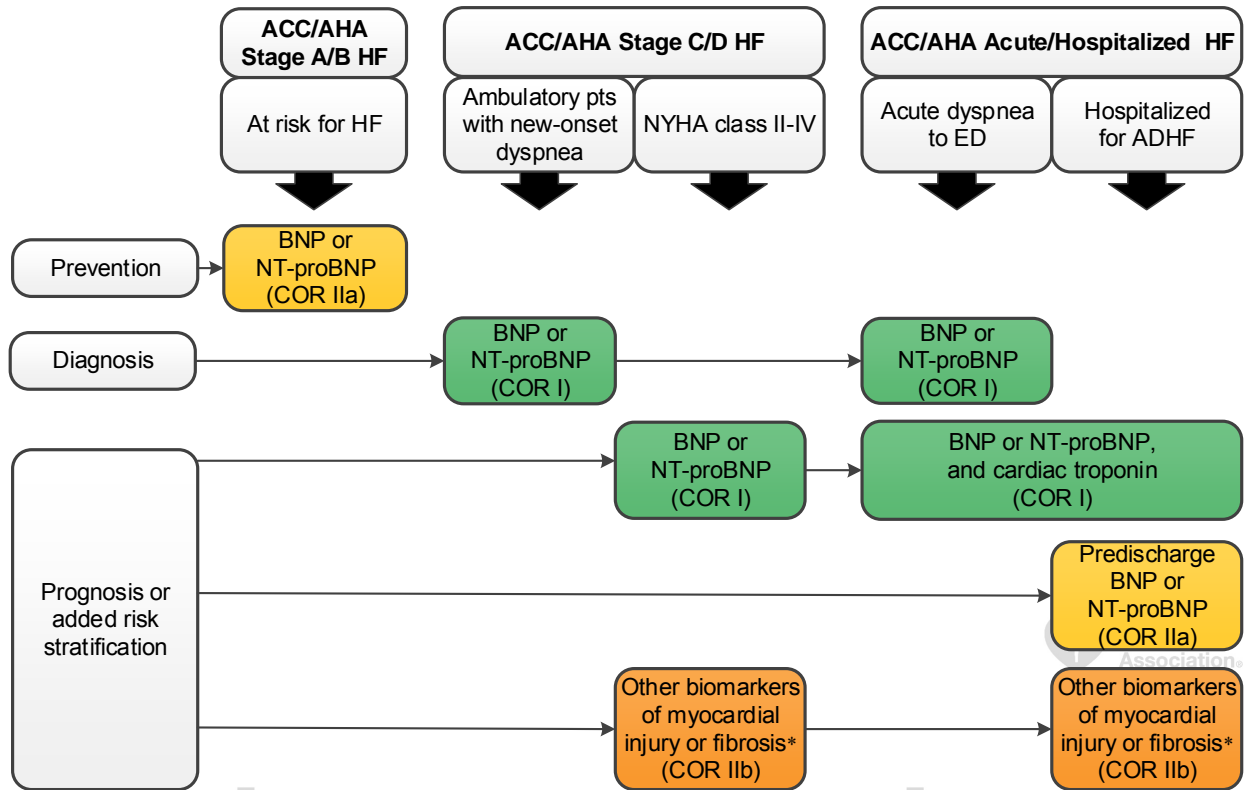 ACC/AHA
Stage A/B HF
ACC/AHA Stage C/D HF
ACC/AHA Acute/Hospitalized HF
At risk for HF
Ambulatory pts
with new-onset
dyspnea
NYHA class II-IV
Acute dyspnea
to ED
Hospitalized
for ADHF
Prevention
BNP or
NT-proBNP
(COR IIa)
Diagnosis
BNP or
NT-proBNP
(COR I)
BNP or
NT-proBNP
(COR I)
Prognosis or
added risk
stratification
BNP or
NT-proBNP
(COR I)
BNP or NT-proBNP,
and cardiac troponin
(COR I)
Predischarge
BNP or
NT-proBNP
(COR IIa)
Association®
Other biomarkers
of myocardial
injury or fibrosis*
(COR IIb)
Other biomarkers
of myocardial
injury or fibrosis*
(COR IIb)